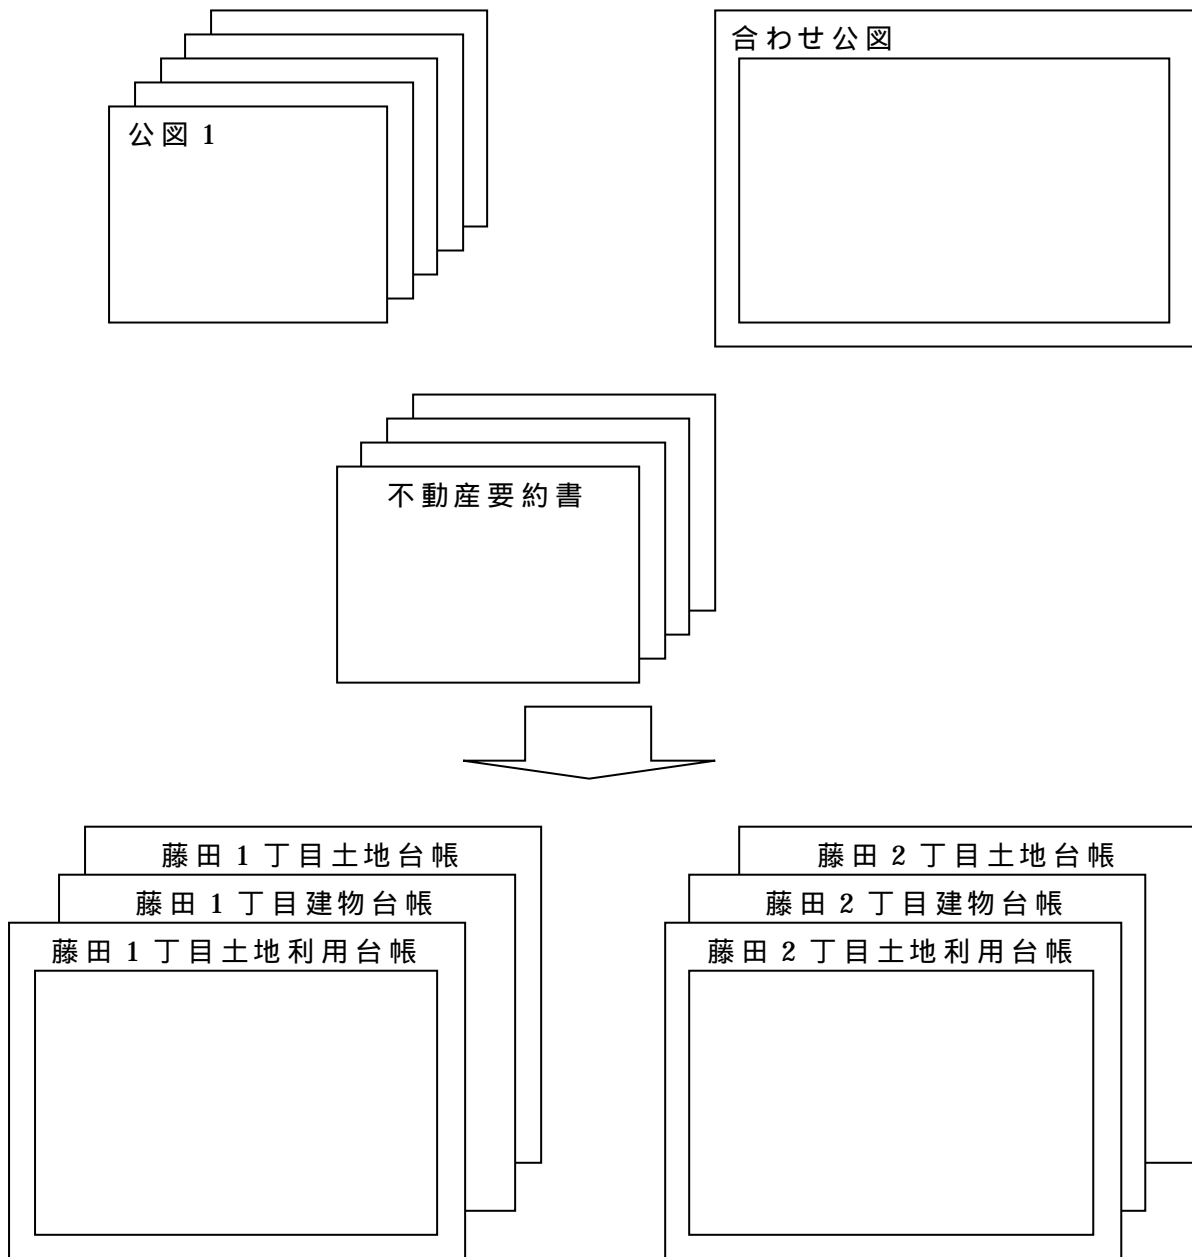 公図1
合わせ公図
不動産要約書
藤田1丁目土地台帳
藤田1丁目建物台帳
藤田1丁目土地利用台帳
藤田2丁目土地台帳
藤田2丁目建物台帳
藤田2丁目土地利用台帳